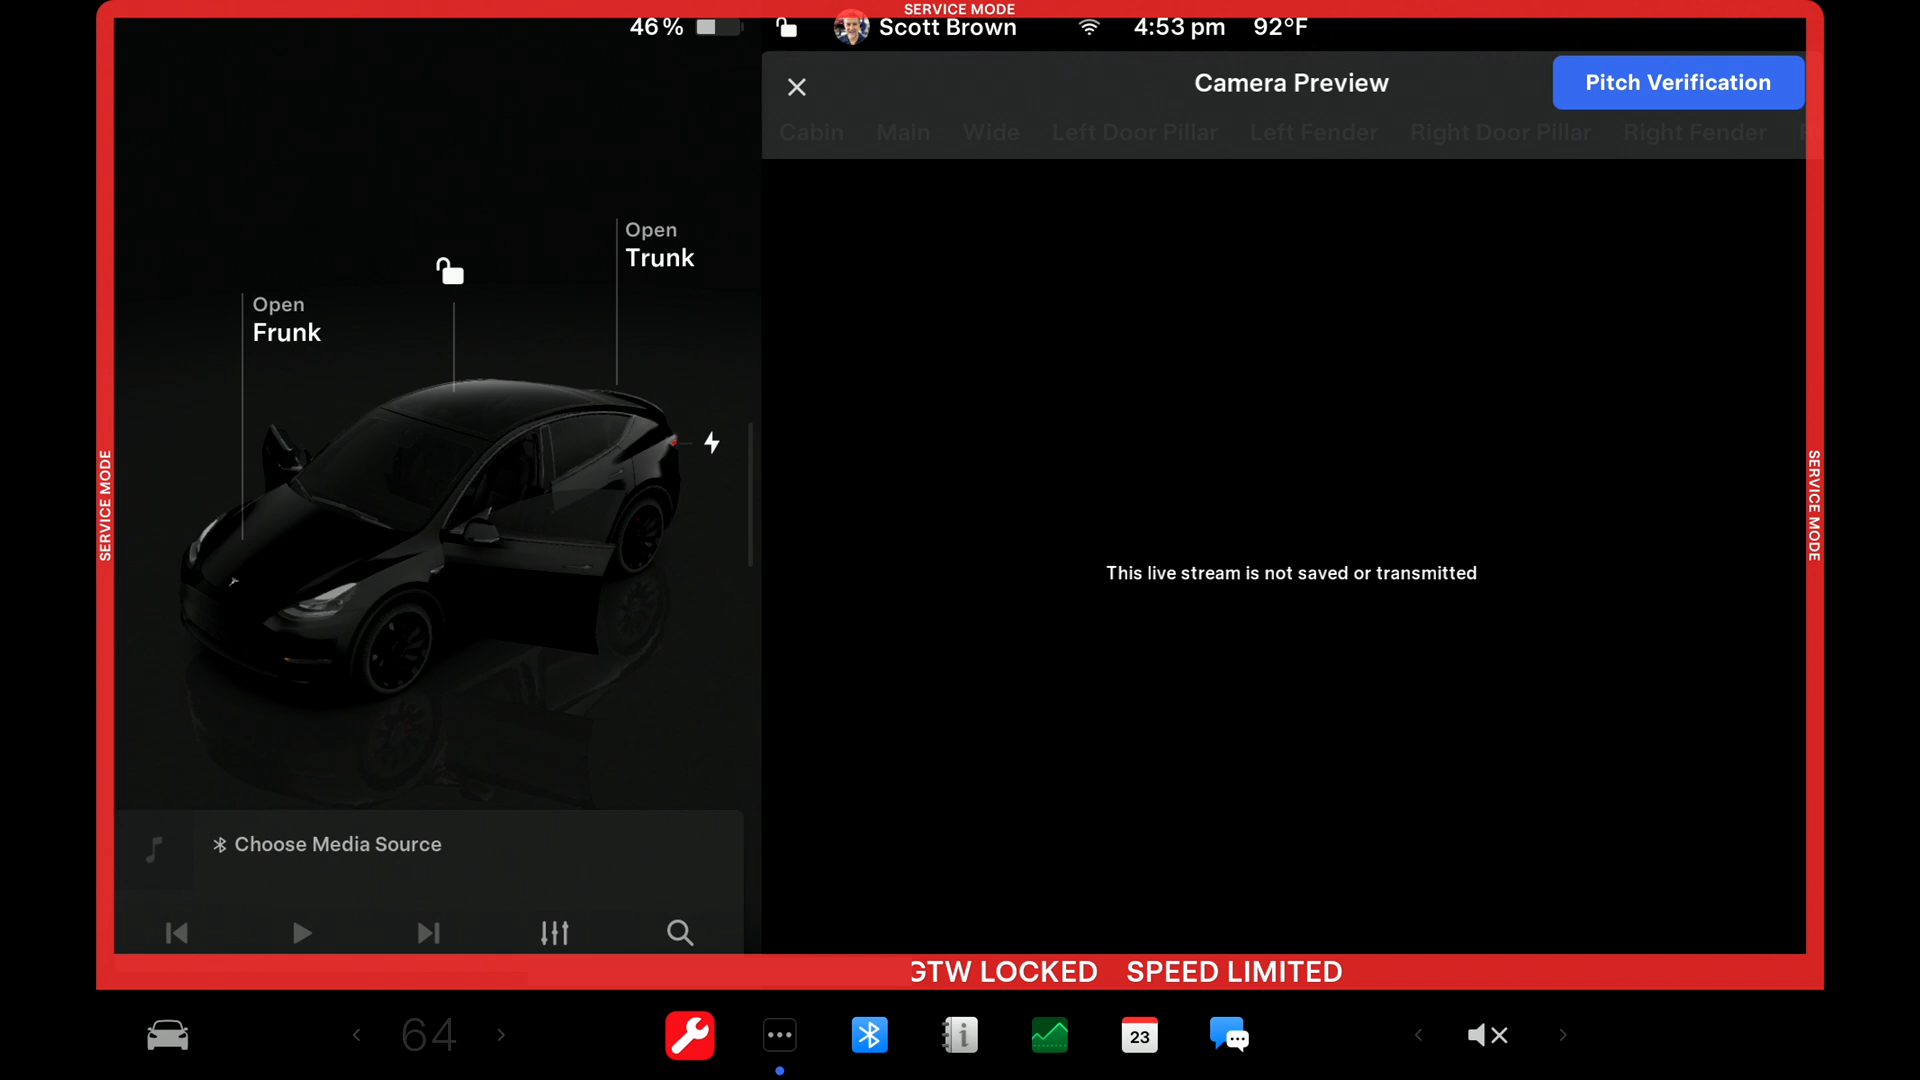 SERVICE MODE
46%
Scott Brown
4:53 pm
92°F
Camera Preview
Pitch Verification
Cabin
Main
Wide
Left Door Pillar
Left Fender
Right Door Pillar
Right Fender
Open
Trunk
Open
Frunk
SERVICE MODE
SERVICE MODE
This live stream is not saved or transmitted
Choose Media Source
GTW LOCKED SPEED LIMITED
64
23